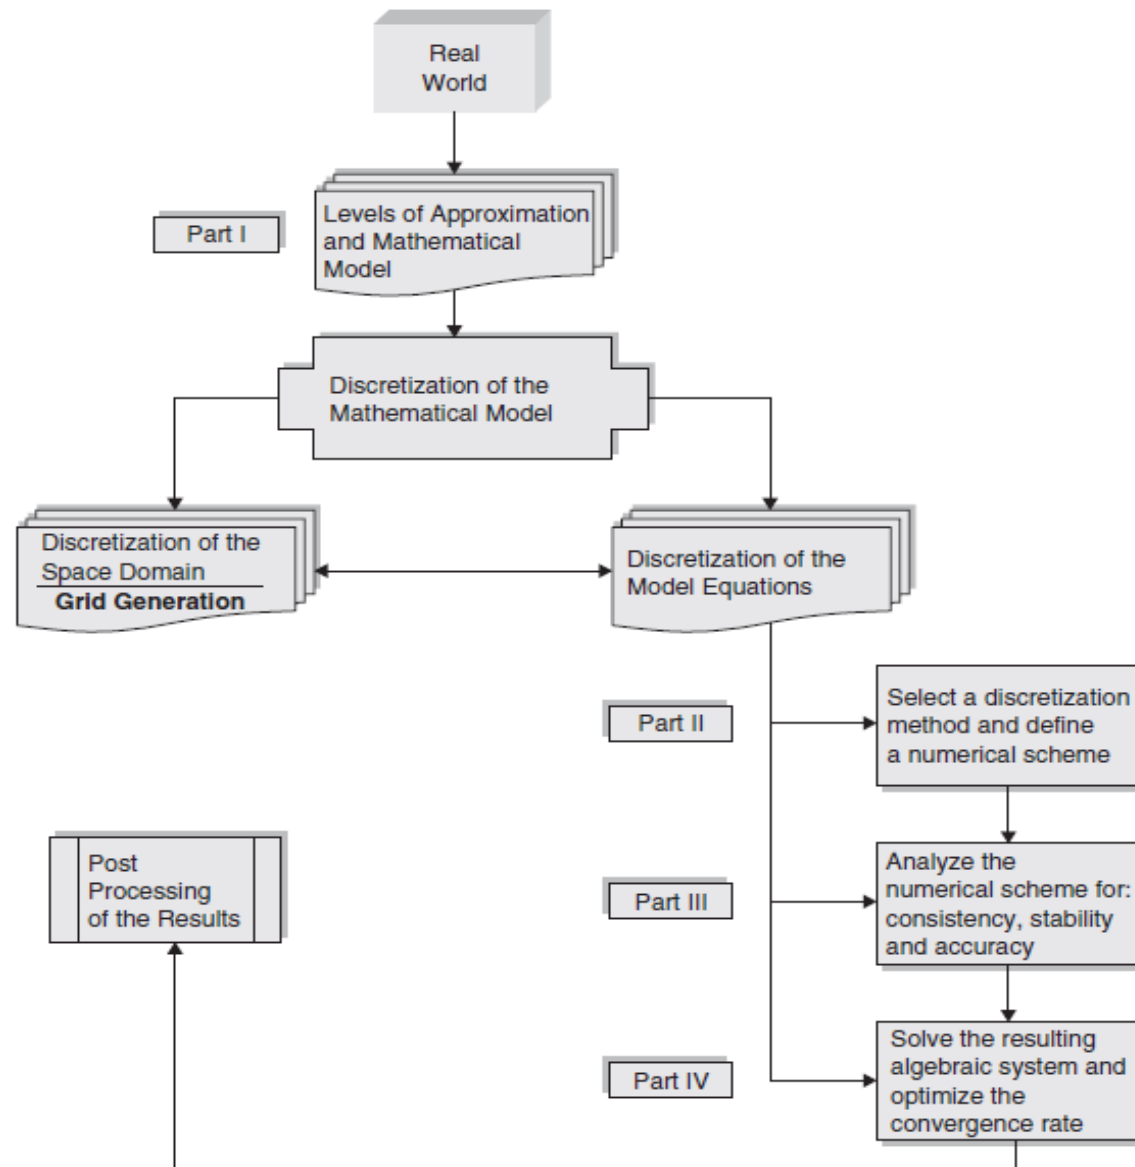 Real
World
Part I
Levels of Approximation
and Mathematical
Model
Discretization of the
Mathematical Model
Discretization of the
Space Domain
Grid Generation
Discretization of the
Model Equations
Part II
Select a discretization
method and define
a numerical scheme
Post
Processing
of the Results
Part III
Analyze the
numerical scheme for:
consistency, stability
and accuracy
Part IV
Solve the resulting
algebraic system and
optimize the
convergence rate